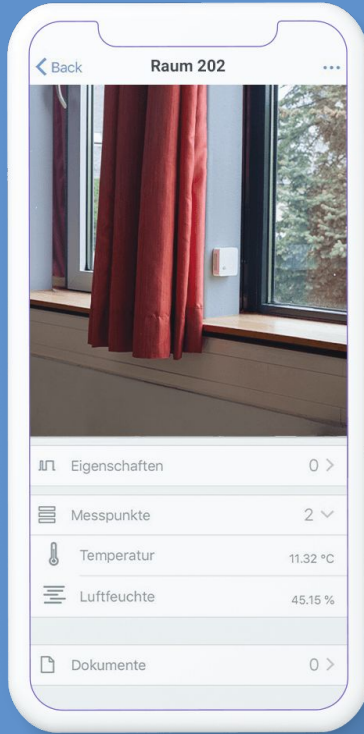 Back Raum 202 ...
Eigenschaften 0
Messpunkte 2
Temperatur 11.32 °C
Luftfeuchte 45.15 %
Dokumente 0